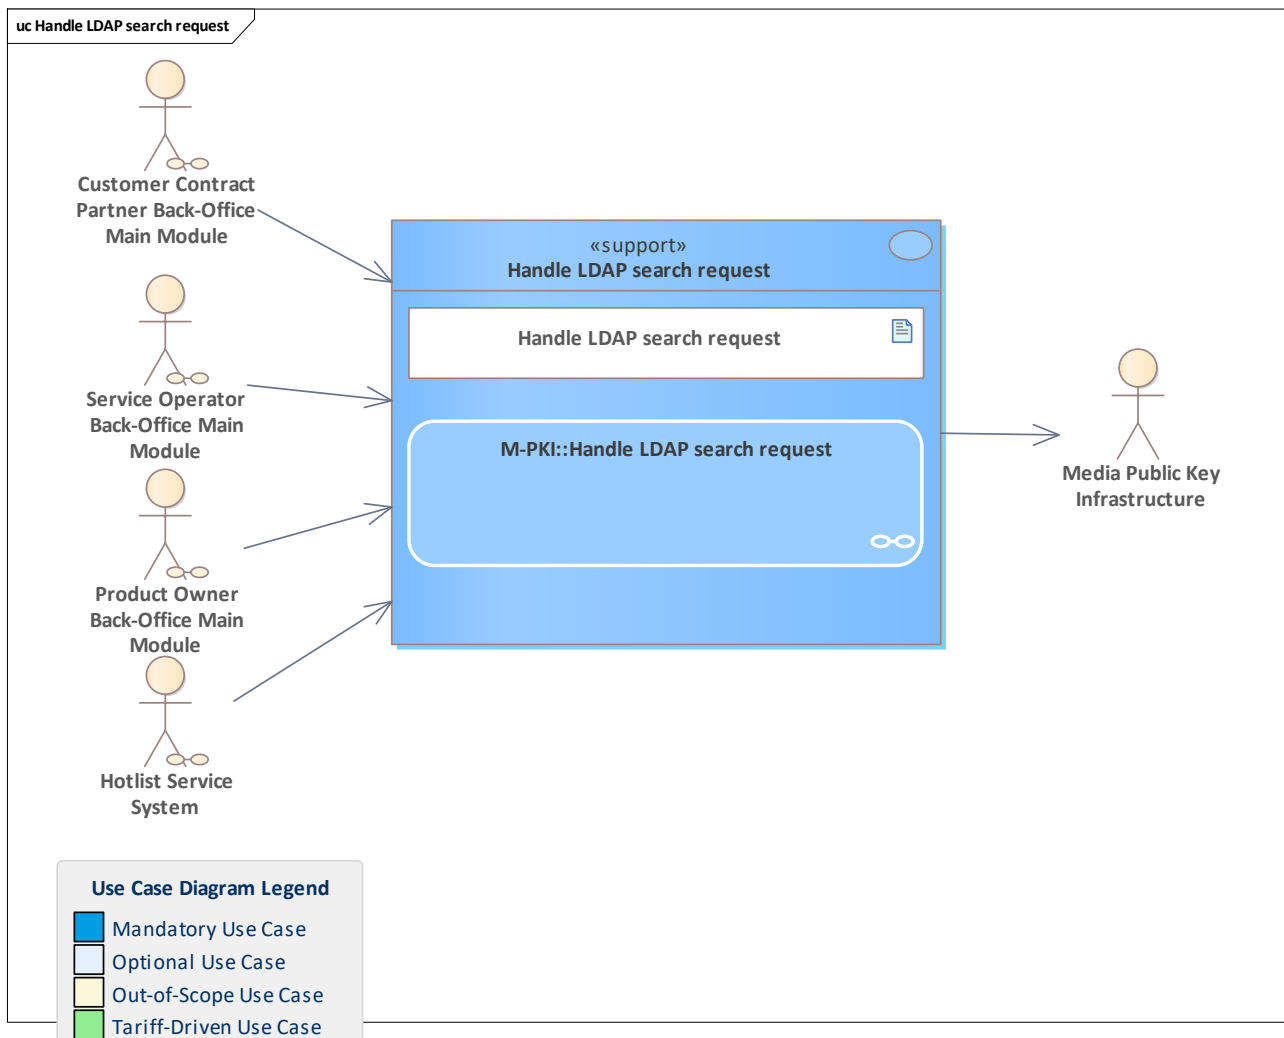 uc Handle LDAP search request
Customer Contract
Partner Back-Office
Main Module
«support»
Handle LDAP search request
Handle LDAP search request
M-PKI::Handle LDAP search request
Service Operator
Back-Office Main
Module
Product Owner
Back-Office Main
Module
Hotlist Service
System
Media Public Key
Infrastructure
Use Case Diagram Legend
Mandatory Use Case
Optional Use Case
Out-of-Scope Use Case
Tariff-Driven Use Case